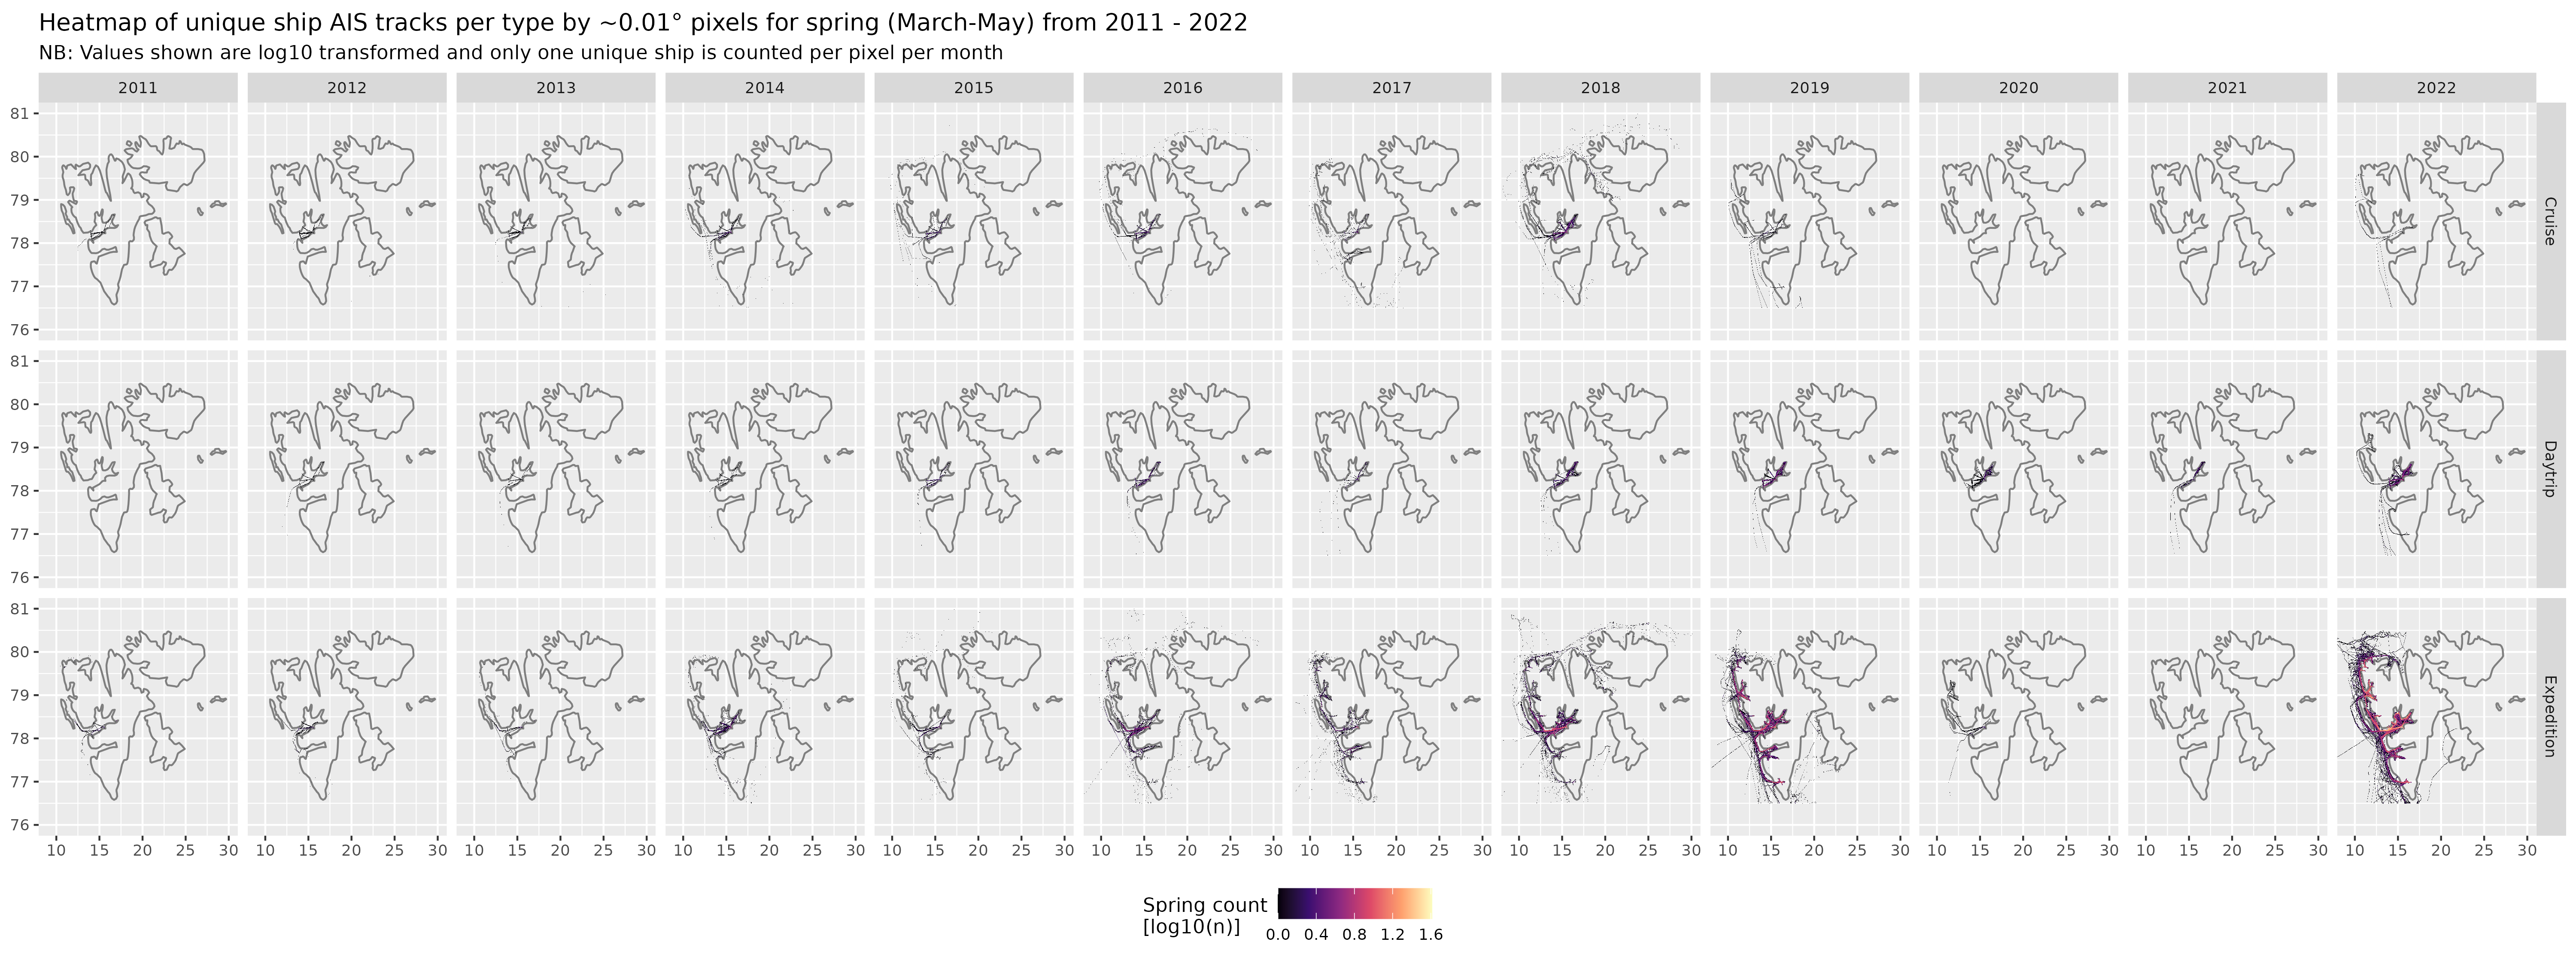 Heatmap of unique ship AIS tracks per type by ~0.01° pixels for spring (March-May) from 2011 - 2022
NB: Values shown are log10 transformed and only one unique ship is counted per pixel per month
2011 2012 2013 2014 2015 2016 2017 2018 2019 2020 2021 2022
81
80
79
78
77
76
Cruise
81
80
79
78
77
76
Daytrip
81
80
79
78
77
76
Expedition
10 15 20 25 30 10 15 20 25 30 10 15 20 25 30 10 15 20 25 30 10 15 20 25 30 10 15 20 25 30 10 15 20 25 30 10 15 20 25 30 10 15 20 25 30 10 15 20 25 30 10 15 20 25 30 10 15 20 25 30
Spring count
[log10(n)]
0.0 0.4 0.8 1.2 1.6